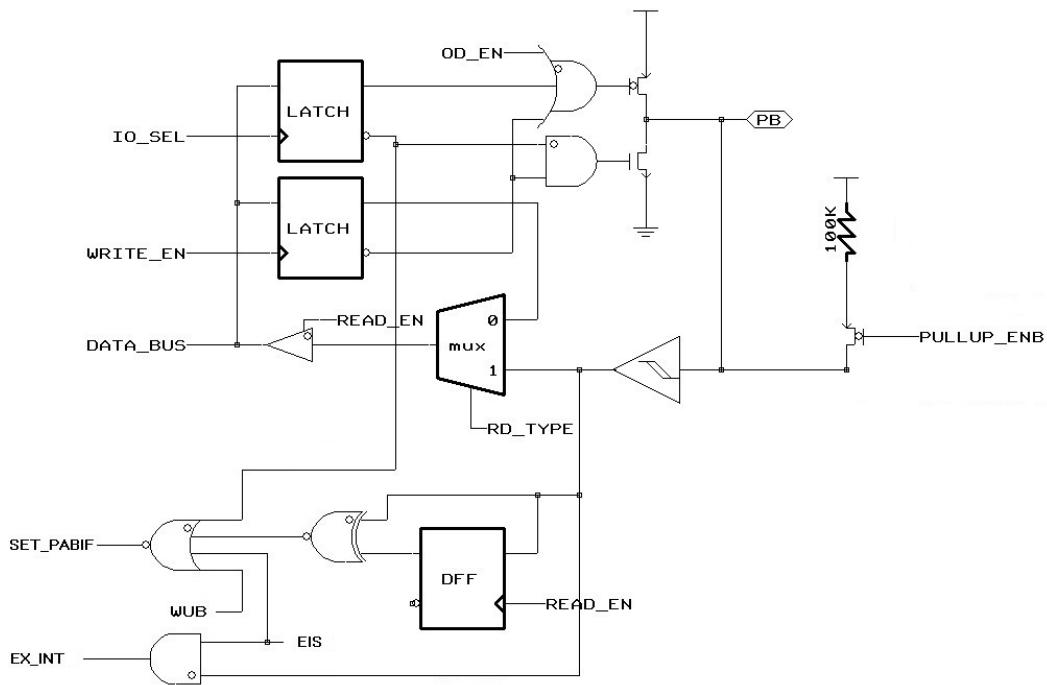 OD_EN
PB
LATCH
IO_SEL
100K
LATCH
WRITE_EN
0
READ_EN
DATA_BUS
mux
PULLUP_ENB
1
RD_TYPE
SET_PABIF
DFF
READ_EN
WUB
EIS
EX_INT